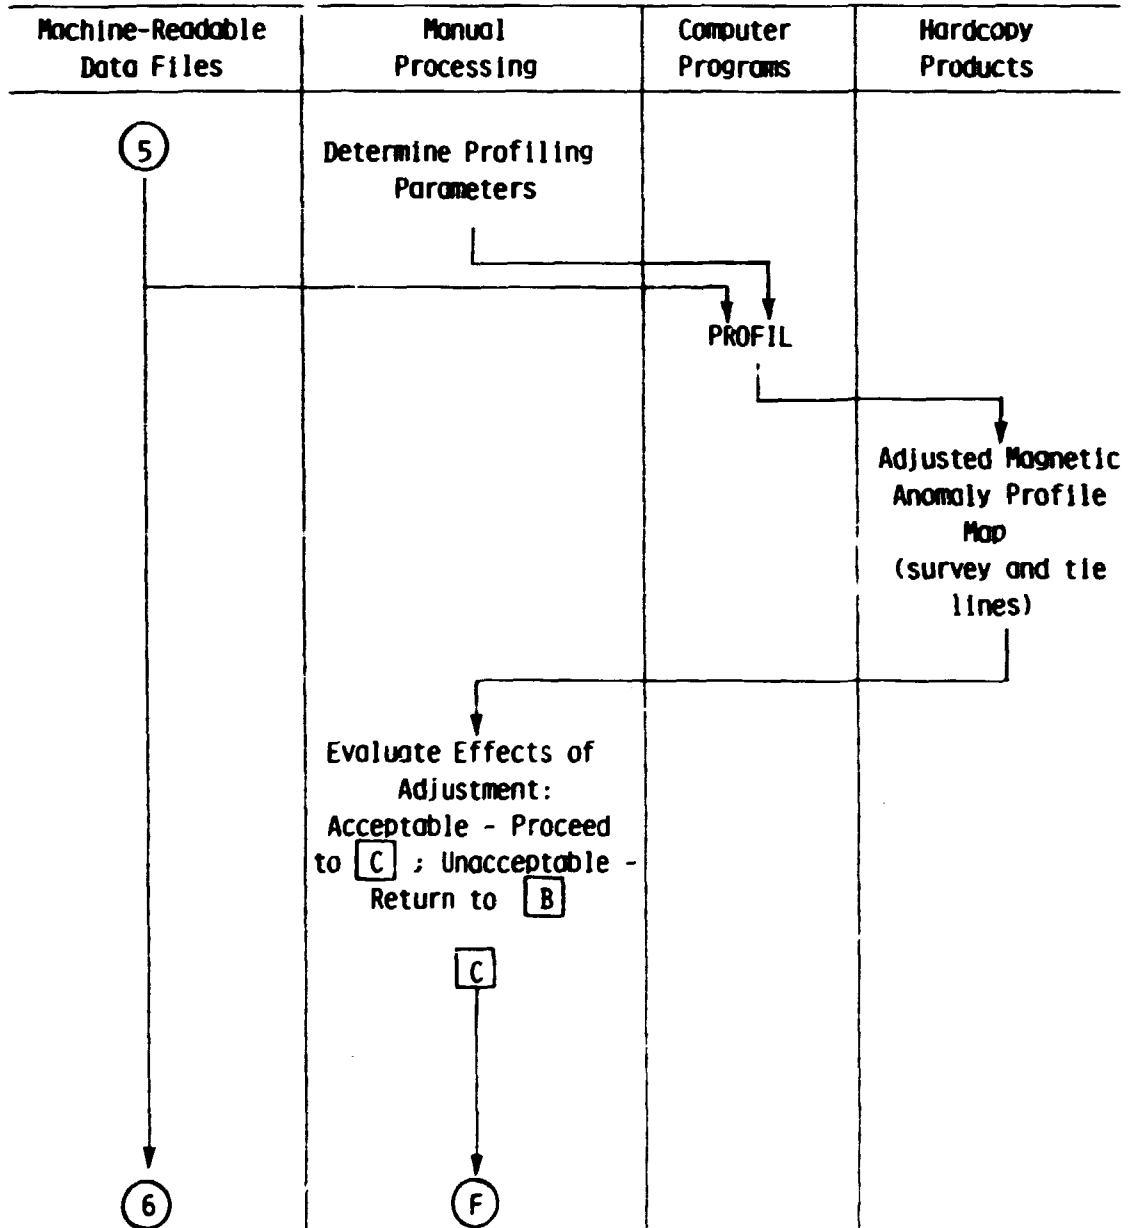 Machine-Readable
Data Files
Manual
Processing
Computer
Programs
Hardcopy
Products
5
Determine Profiling
Parameters
PROFIL
Adjusted Magnetic
Anomaly Profile
Map
(survey and tie
lines)
Evaluate Effects of
Adjustment:
Acceptable - Proceed
to C ; Unacceptable -
Return to B
C
6
F